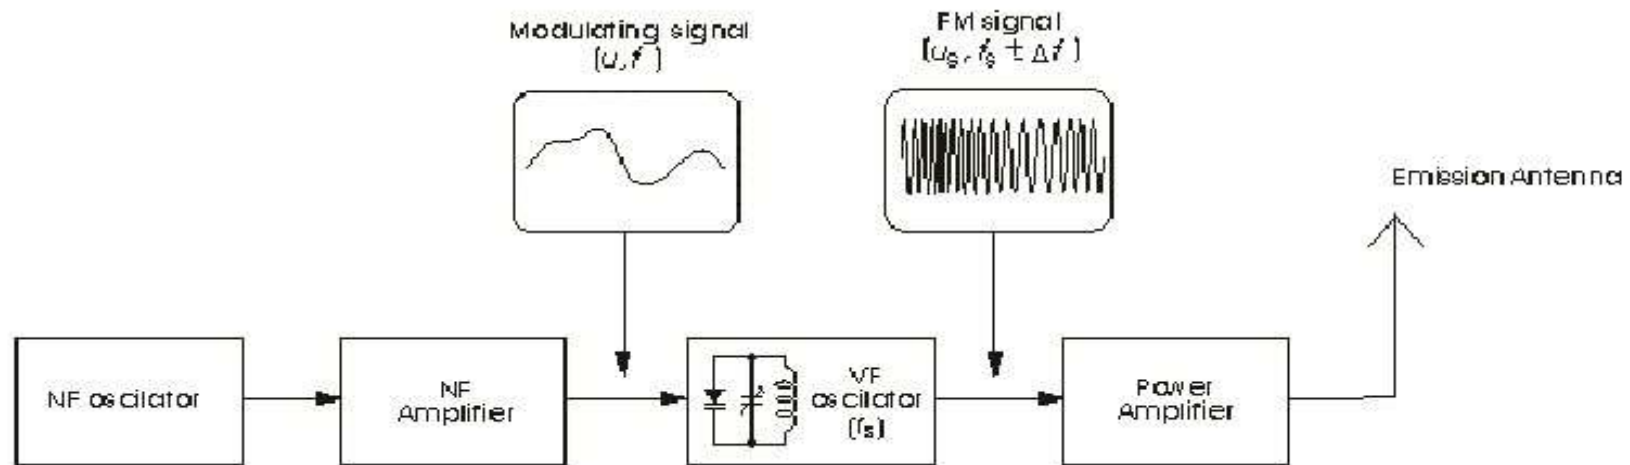 Modulating signal
(u, f)
FM signal
(us, fs ± Δf)
Emission Antenna
NF oscilator
NF
Amplifier
VF
oscilator
(fs)
Power
Amplifier